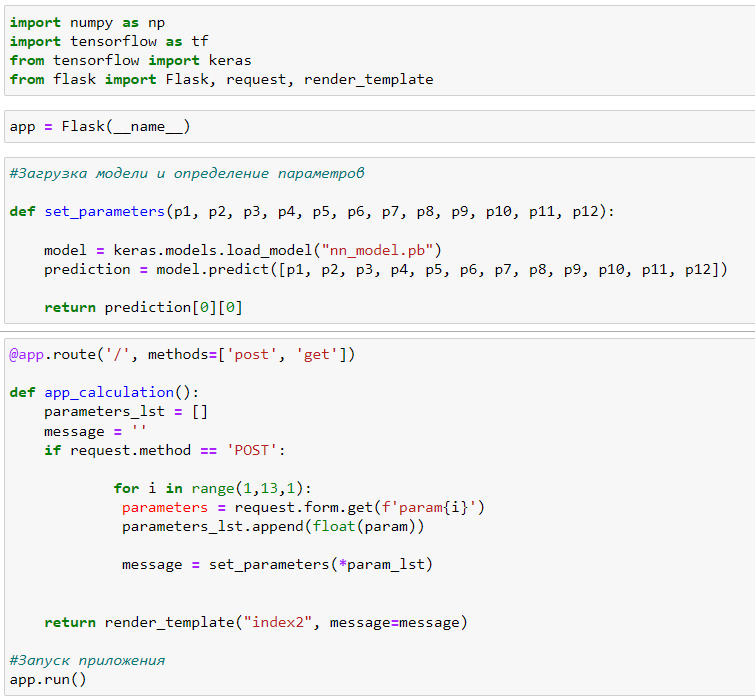 import numpy as np
import tensorflow as tf
from tensorflow import keras
from flask import Flask, request, render_template
app = Flask(__name__)
#Загрузка модели и определение параметров
def set_parameters(p1, p2, p3, p4, p5, p6, p7, p8, p9, p10, p11, p12):
    model = keras.models.load_model("nn_model.pb")
    prediction = model.predict([p1, p2, p3, p4, p5, p6, p7, p8, p9, p10, p11, p12])
    return prediction[0][0]
@app.route('/', methods=['post', 'get'])
def app_calculation():
    parameters_lst = []
    message = ''
    if request.method == 'POST':
            for i in range(1,13,1):
             parameters = request.form.get(f'param{i}')
             parameters_lst.append(float(param))
             message = set_parameters(*param_lst)
    return render_template("index2", message=message)
#Запуск приложения
app.run()